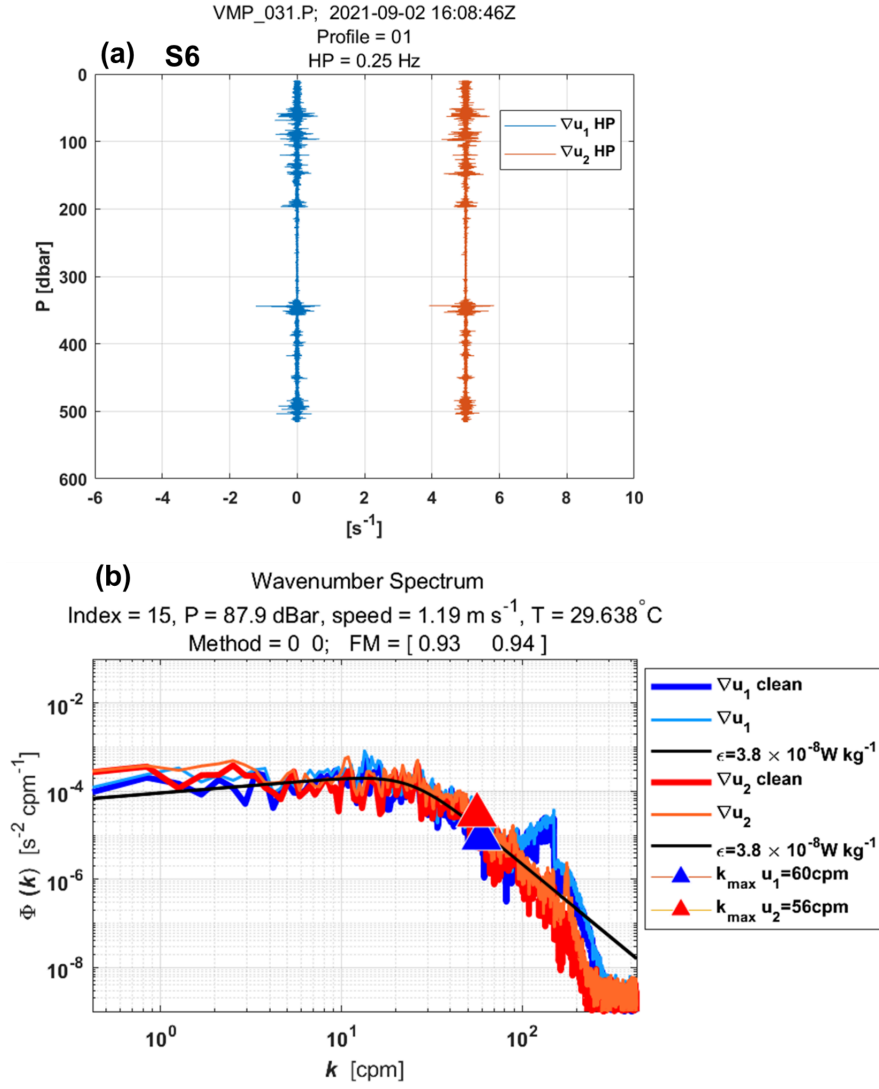 VMP_031.P; 2021-09-02 16:08:46Z
Profile = 01
HP = 0.25 Hz
(a) S6
0
100
200
300
400
500
600
P [dbar]
-6 -4 -2 0 2 4 6 8 10
[s⁻¹]
∇u₁ HP
∇u₂ HP
(b)
Wavenumber Spectrum
Index = 15, P = 87.9 dBar, speed = 1.19 m s⁻¹, T = 29.638°C
Method = 0 0; FM = [ 0.93 0.94 ]
10⁻²
10⁻⁴
10⁻⁶
10⁻⁸
Φ (k) [s⁻² cpm⁻¹]
10⁰ 10¹ 10²
k [cpm]
∇u₁ clean
∇u₁
ϵ=3.8 × 10⁻⁸W kg⁻¹
∇u₂ clean
∇u₂
ϵ=3.8 × 10⁻⁸W kg⁻¹
kmax u₁=60cpm
kmax u₂=56cpm